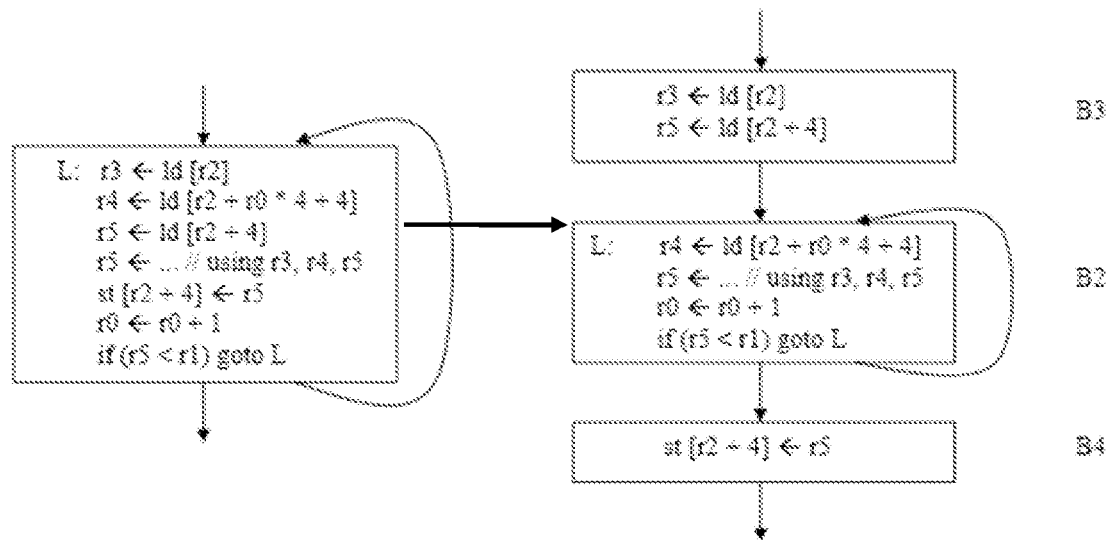 L: r3 ← ld [r2]
r4 ← ld [r2 + r0 * 4 + 4]
r5 ← ld [r2 + 4]
r5 ← ... // using r3, r4, r5
st [r2 + 4] ← r5
r0 ← r0 + 1
if (r5 < r1) goto L
r3 ← ld [r2]
r5 ← ld [r2 + 4]
B3
L: r4 ← ld [r2 + r0 * 4 + 4]
r5 ← ... // using r3, r4, r5
r0 ← r0 + 1
if (r5 < r1) goto L
B2
st [r2 + 4] ← r5
B4